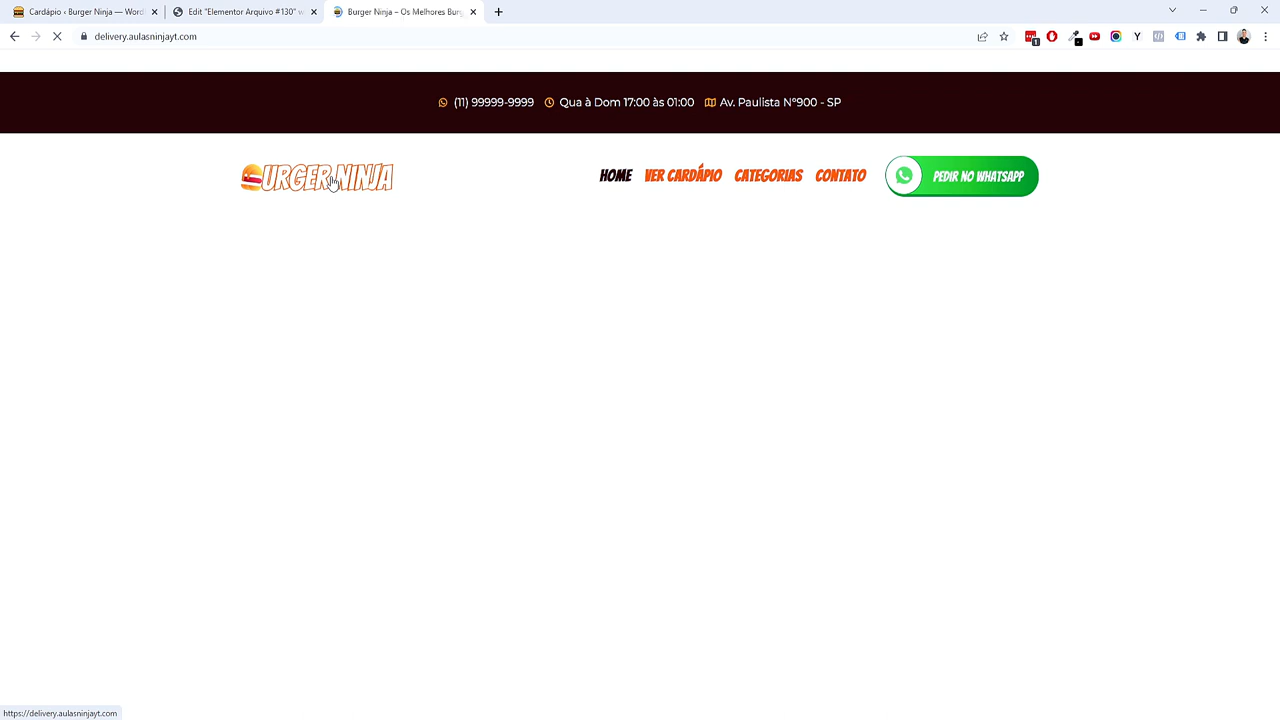 Cardápio ‹ Burger Ninja — Word
Edit "Elementor Arquivo #130" w
Burger Ninja – Os Melhores Burg
delivery.aulasninjayt.com
(11) 99999-9999 Qua à Dom 17:00 às 01:00 Av. Paulista Nº900 - SP
URGER NINJA
HOME VER CARDÁPIO CATEGORIAS CONTATO PEDIR NO WHATSAPP
https://delivery.aulasninjayt.com